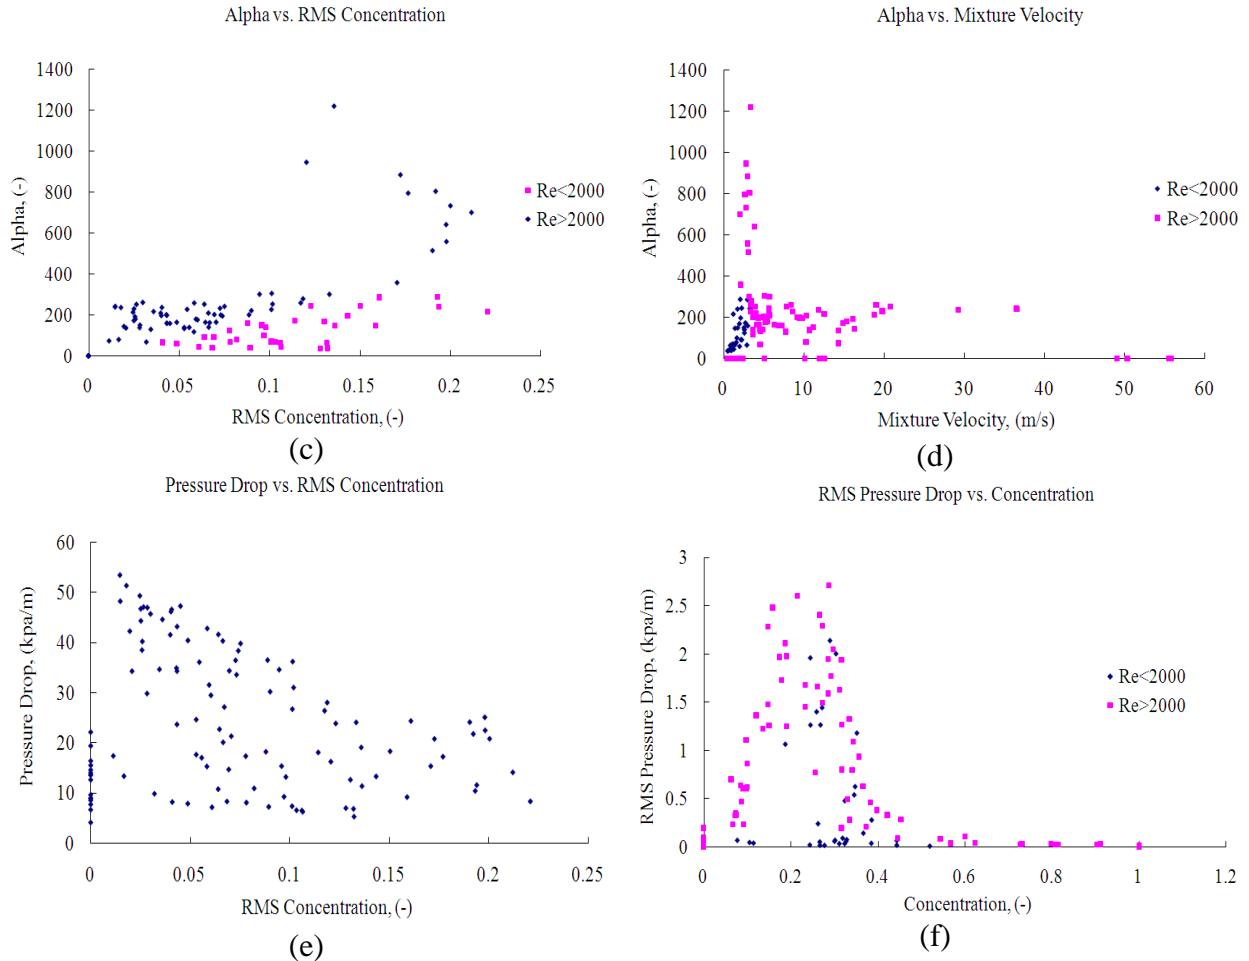 Alpha vs. RMS Concentration
1400
1200
1000
800
600
400
200
0
0
0.05
0.1
0.15
0.2
0.25
Alpha, (-)
RMS Concentration, (-)
Re<2000
Re>2000
(c)
Alpha vs. Mixture Velocity
1400
1200
1000
800
600
400
200
0
0
10
20
30
40
50
60
Alpha, (-)
Mixture Velocity, (m/s)
Re<2000
Re>2000
(d)
Pressure Drop vs. RMS Concentration
60
50
40
30
20
10
0
0
0.05
0.1
0.15
0.2
0.25
Pressure Drop, (kpa/m)
RMS Concentration, (-)
(e)
RMS Pressure Drop vs. Concentration
3
2.5
2
1.5
1
0.5
0
0
0.2
0.4
0.6
0.8
1
1.2
RMS Pressure Drop, (kpa/m)
Concentration, (-)
Re<2000
Re>2000
(f)